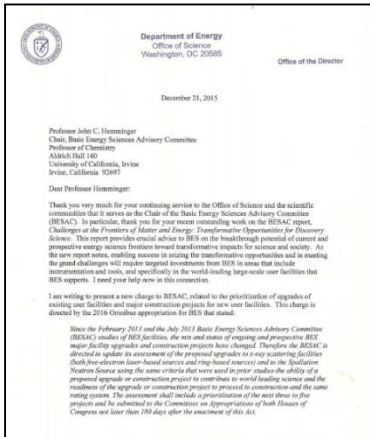 Department of Energy
Office of Science
Washington, DC 20585
Office of the Director
December 21, 2015
Professor John C. Hemminger
Chair, Basic Energy Sciences Advisory Committee
Professor of Chemistry
Aldrich Hall 160
University of California, Irvine
Irvine, California 92697
Dear Professor Hemminger:
Thank you very much for your continuing service to the Office of Science and the scientific
communities that it serves as the Chair of the Basic Energy Sciences Advisory Committee
(BESAC). In particular, thank you for your recent outstanding work on the BESAC report,
Challenges at the Frontiers of Matter and Energy: Transformative Opportunities for Discovery
Science. This report provides crucial advice to BES on the breakthrough potential of current and
prospective energy science frontiers toward transformative impacts for science and society. As
the new report notes, enabling success in seizing the transformative opportunities and in meeting
the grand challenges will require targeted investments from BES in areas that include
instrumentation and tools, and specifically in the world-leading large-scale user facilities that
BES supports. I need your help now in this connection.
I am writing to present a new charge to BESAC, related to the prioritization of upgrades of
existing user facilities and major construction projects for new user facilities. This charge is
directed by the 2016 Omnibus appropriation for BES that stated:
Since the February 2013 and the July 2013 Basic Energy Sciences Advisory Committee
(BESAC) studies of BES facilities, the mix and status of ongoing and prospective BES
major facility upgrades and construction projects have changed. Therefore the BESAC is
directed to update its assessment of the proposed upgrades to x-ray scattering facilities
(both free-electron laser-based sources and ring-based sources) and to the Spallation
Neutron Source using the same criteria that were used in prior studies-the ability of a
proposed upgrade or construction project to contribute to world leading science and the
readiness of the upgrade or construction project to proceed to construction-and the same
rating system. The assessment shall include a prioritization of the next three to five
projects and be submitted to the Committees on Appropriations of both Houses of
Congress not later than 180 days after the enactment of this Act.